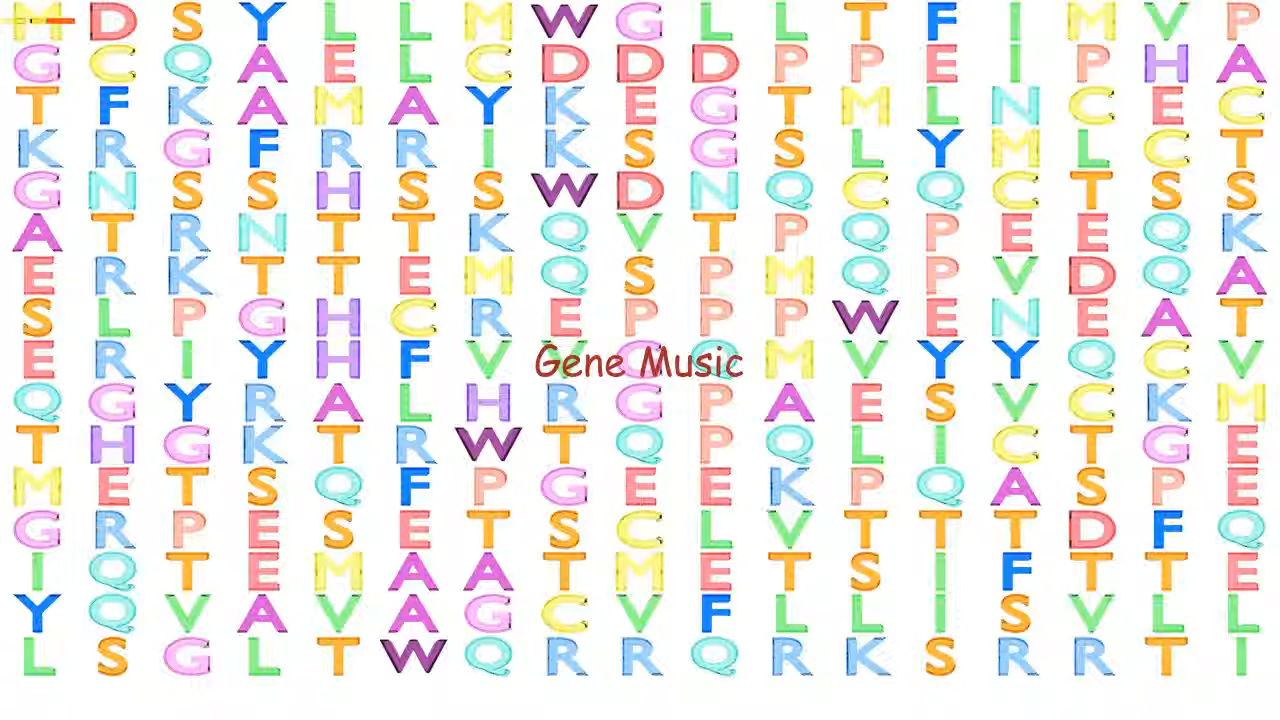 M D S Y L L M W G L L T F I M V P
G C Q A E L C D D D P P E I P H A
T F K A M A Y K E G T M L N C E C
K R G F R R I K S G S L Y M L C T
G N S S H S S W D N Q C Q C T S S
A T R N T T K Q V T P Q P E E Q K
E R K T T E M Q S P M Q P V D Q A
S L P G H C R E P P P W E N E A T
E R I Y H F V V G Q M V Y Y Q C V
Q G Y R A L H R G P A E S V C K M
T H G K T R W T Q P Q L I C T G E
M E T S Q F P G E E K P Q A S P E
G R P E S E T S C L V T T T D F Q
I Q T E M A A T M E T S I F T T E
Y Q V A V A G C V F L L I S V L L
L S G L T W Q R R Q R K S R R T I
Gene Music